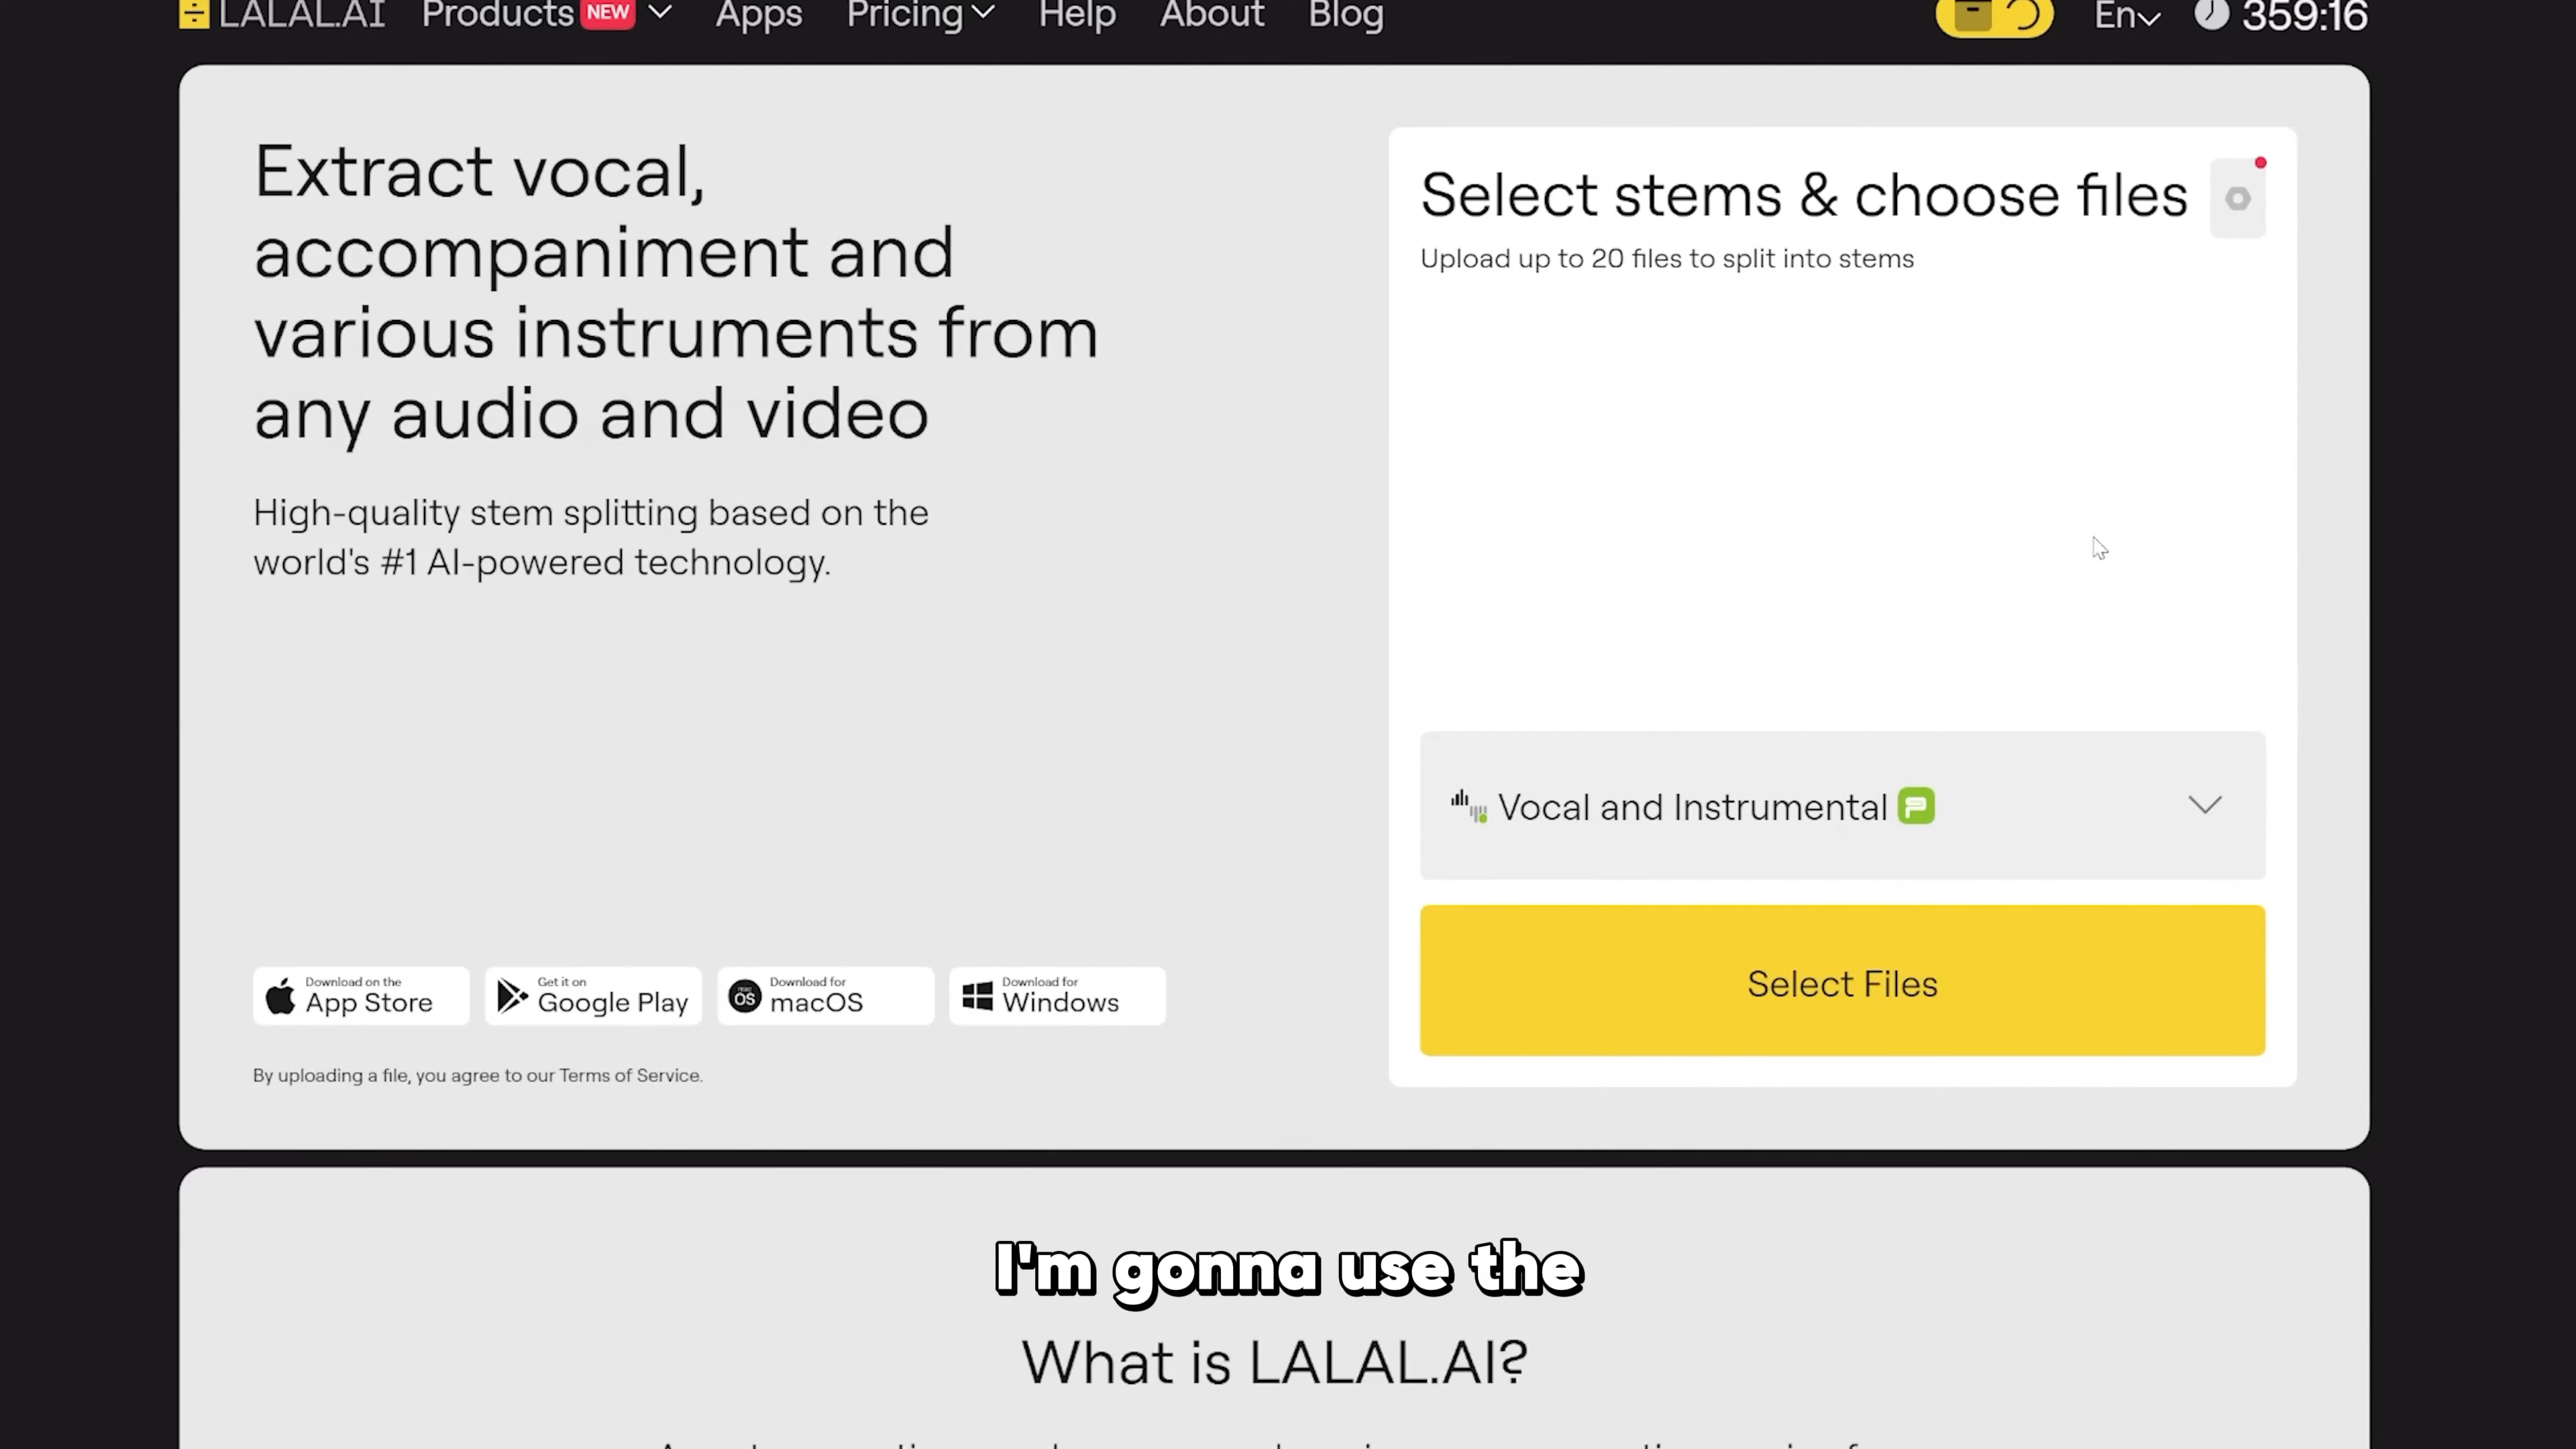 LALAL.AI Products NEW Apps Pricing Help About Blog En 359:16
Extract vocal,
accompaniment and
various instruments from
any audio and video
High-quality stem splitting based on the
world's #1 AI-powered technology.
Download on the
App Store
Get it on
Google Play
macOS
Download for
macOS
Download for
Windows
By uploading a file, you agree to our Terms of Service.
Select stems & choose files
Upload up to 20 files to split into stems
Vocal and Instrumental
Select Files
I'm gonna use the
What is LALAL.AI?